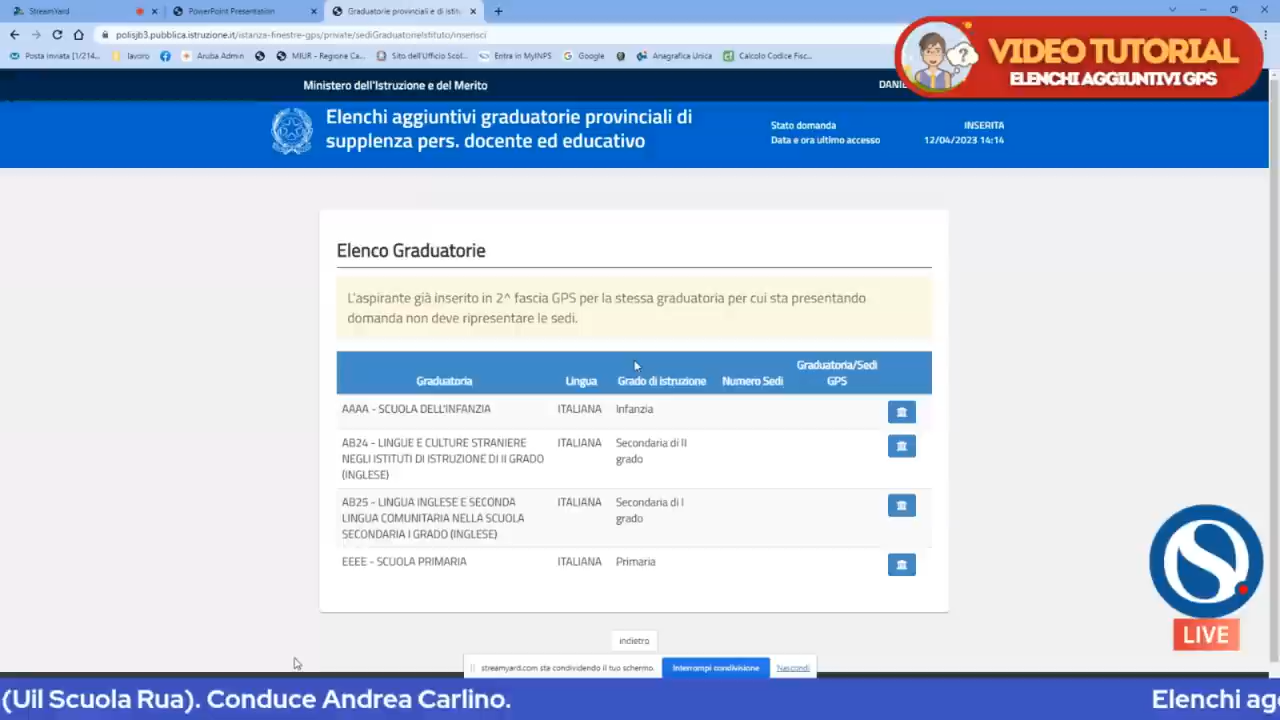 StreamYard
PowerPoint Presentation
Graduatorie provinciali e di istit
polisjb3.pubblica.istruzione.it/istanza-finestre-gps/private/sediGraduatorieIstituto/inserisci
Posta inviata [1/214...
lavoro
Aruba Admin
MIUR - Regione Ca...
Sito dell'Ufficio Scol...
Entra in MyINPS
Google
Anagrafica Unica
Calcolo Codice Fisc...
VIDEO TUTORIAL
ELENCHI AGGIUNTIVI GPS
Ministero dell'Istruzione e del Merito
DANIE
Elenchi aggiuntivi graduatorie provinciali di
supplenza pers. docente ed educativo
Stato domanda
INSERITA
Data e ora ultimo accesso
12/04/2023 14:14
Elenco Graduatorie
L'aspirante già inserito in 2^ fascia GPS per la stessa graduatoria per cui sta presentando
domanda non deve ripresentare le sedi.
Graduatoria
Lingua
Grado di istruzione
Numero Sedi
Graduatoria/Sedi
GPS
AAAA - SCUOLA DELL'INFANZIA
ITALIANA
Infanzia
AB24 - LINGUE E CULTURE STRANIERE
NEGLI ISTITUTI DI ISTRUZIONE DI II GRADO
(INGLESE)
ITALIANA
Secondaria di II
grado
AB25 - LINGUA INGLESE E SECONDA
LINGUA COMUNITARIA NELLA SCUOLA
SECONDARIA I GRADO (INGLESE)
ITALIANA
Secondaria di I
grado
EEEE - SCUOLA PRIMARIA
ITALIANA
Primaria
indietro
streamyard.com sta condividendo il tuo schermo.
Interrompi condivisione
Nascondi
LIVE
(Uil Scuola Rua). Conduce Andrea Carlino.
Elenchi agg